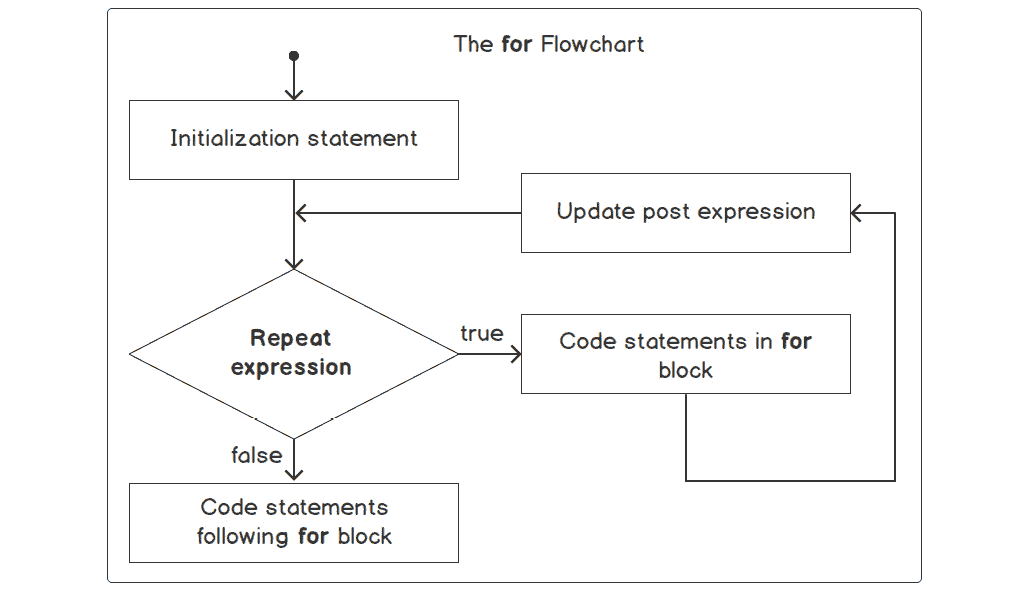 The for Flowchart
Initialization statement
Update post expression
Repeat
expression
true
Code statements in for
block
false
Code statements
following for block